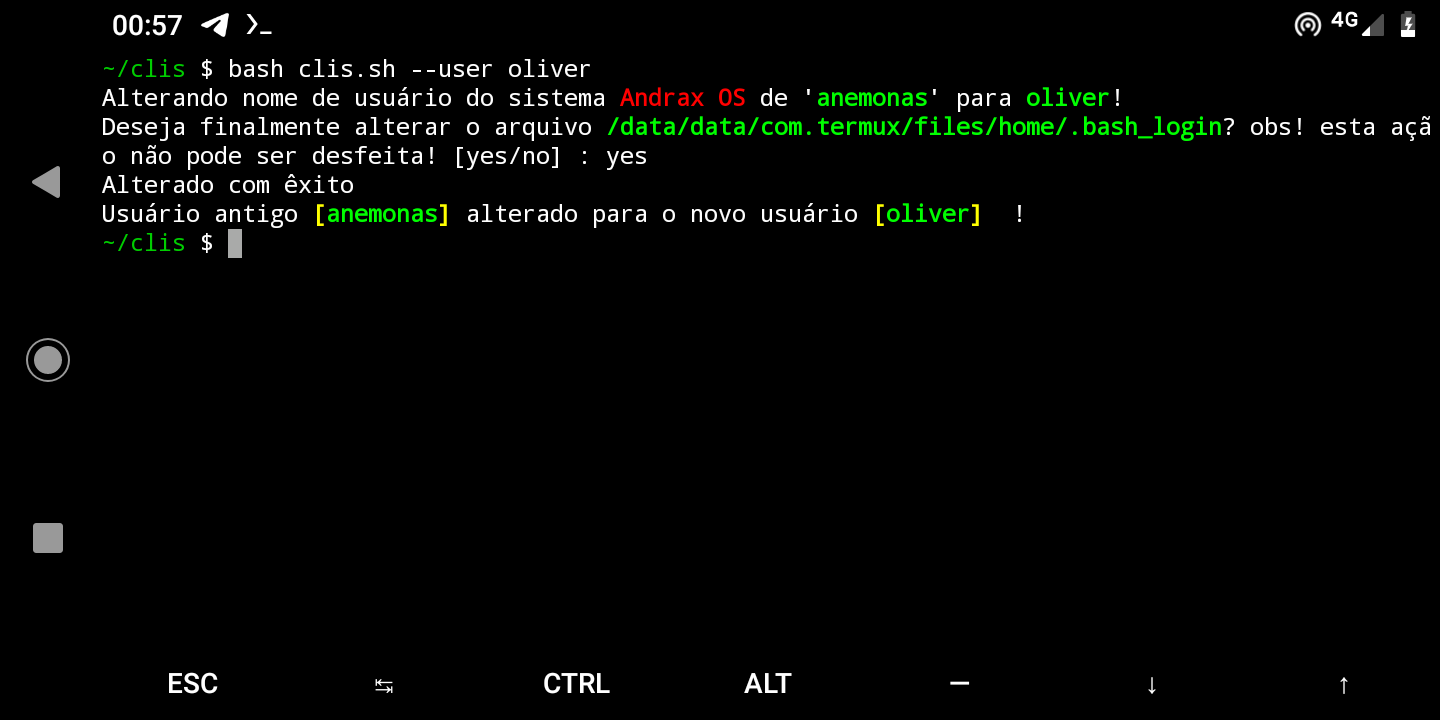 00:57
4G
~/clis $ bash clis.sh --user oliver
Alterando nome de usuário do sistema Andrax OS de 'anemonas' para oliver!
Deseja finalmente alterar o arquivo /data/data/com.termux/files/home/.bash_login? obs! esta açã
o não pode ser desfeita! [yes/no] : yes
Alterado com êxito
Usuário antigo [anemonas] alterado para o novo usuário [oliver]  !
~/clis $
ESC ↹ CTRL ALT — ↓ ↑